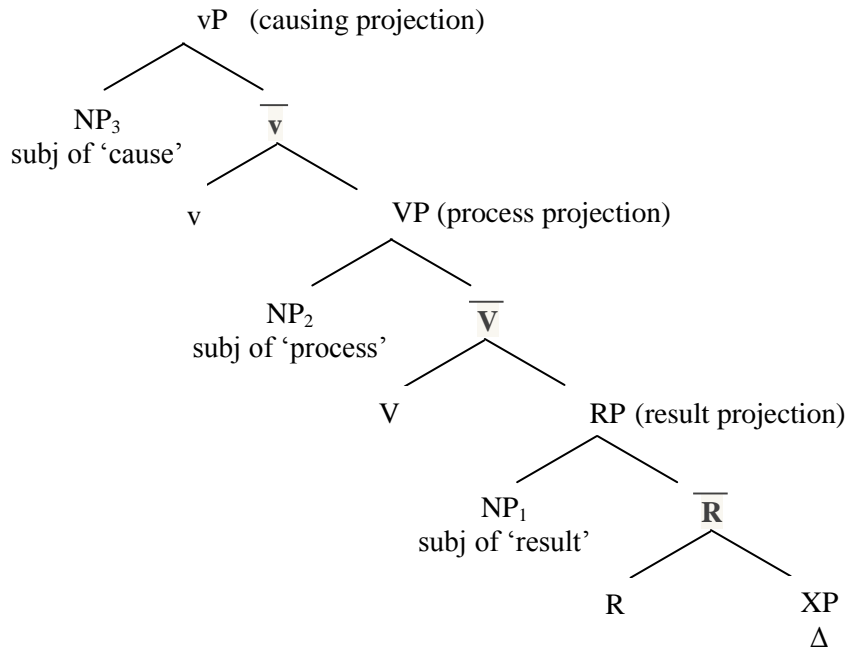 vP (causing projection)
NP₃
subj of ‘cause’
v̅
v
VP (process projection)
NP₂
subj of ‘process’
V̅
V
RP (result projection)
NP₁
subj of ‘result’
R̅
R
XP
Δ